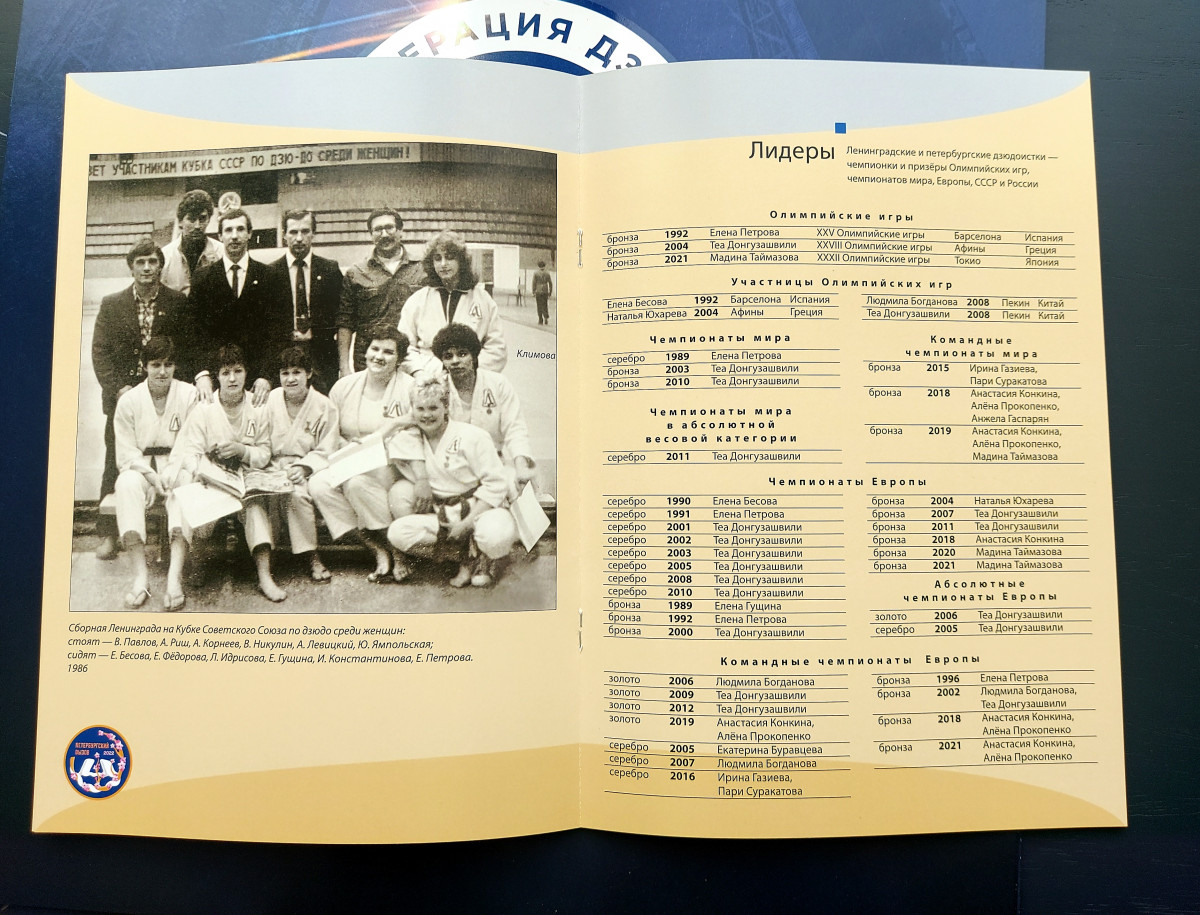 ЕРАЦИЯ ДЗ
ВЕТ УЧАСТНИКАМ КУБКА СССР ПО ДЗЮ-ДО СРЕДИ ЖЕНЩИН!
Климова
Сборная Ленинграда на Кубке Советского Союза по дзюдо среди женщин:
стоят — В. Павлов, А. Риш, А. Корнеев, В. Никулин, А. Левицкий, Ю. Ямпольская;
сидят — Е. Бесова, Е. Фёдорова, Л. Идрисова, Е. Гущина, И. Константинова, Е. Петрова.
1986
ПЕТЕРБУРГСКИЙ
ВЫЗОВ 2022
Лидеры
Ленинградские и петербургские дзюдоистки —
чемпионки и призёры Олимпийских игр,
чемпионатов мира, Европы, СССР и России
Олимпийские игры
бронза 1992 Елена Петрова XXV Олимпийские игры Барселона Испания
бронза 2004 Теа Донгузашвили XXVIII Олимпийские игры Афины Греция
бронза 2021 Мадина Таймазова XXXII Олимпийские игры Токио Япония
Участницы Олимпийских игр
Елена Бесова 1992 Барселона Испания
Наталья Юхарева 2004 Афины Греция
Людмила Богданова 2008 Пекин Китай
Теа Донгузашвили 2008 Пекин Китай
Чемпионаты мира
серебро 1989 Елена Петрова
бронза 2003 Теа Донгузашвили
бронза 2010 Теа Донгузашвили
Чемпионаты мира
в абсолютной
весовой категории
серебро 2011 Теа Донгузашвили
Командные
чемпионаты мира
бронза 2015 Ирина Газиева,
Пари Суракатова
бронза 2018 Анастасия Конкина,
Алёна Прокопенко,
Анжела Гаспарян
бронза 2019 Анастасия Конкина,
Алёна Прокопенко,
Мадина Таймазова
Чемпионаты Европы
серебро 1990 Елена Бесова
серебро 1991 Елена Петрова
серебро 2001 Теа Донгузашвили
серебро 2002 Теа Донгузашвили
серебро 2003 Теа Донгузашвили
серебро 2005 Теа Донгузашвили
серебро 2008 Теа Донгузашвили
серебро 2010 Теа Донгузашвили
бронза 1989 Елена Гущина
бронза 1992 Елена Петрова
бронза 2000 Теа Донгузашвили
бронза 2004 Наталья Юхарева
бронза 2007 Теа Донгузашвили
бронза 2011 Теа Донгузашвили
бронза 2018 Анастасия Конкина
бронза 2020 Мадина Таймазова
бронза 2021 Мадина Таймазова
Абсолютные
чемпионаты Европы
золото 2006 Теа Донгузашвили
серебро 2005 Теа Донгузашвили
Командные чемпионаты Европы
золото 2006 Людмила Богданова
золото 2009 Теа Донгузашвили
золото 2012 Теа Донгузашвили
золото 2019 Анастасия Конкина,
Алёна Прокопенко
серебро 2005 Екатерина Буравцева
серебро 2007 Людмила Богданова
серебро 2016 Ирина Газиева,
Пари Суракатова
бронза 1996 Елена Петрова
бронза 2002 Людмила Богданова,
Теа Донгузашвили
бронза 2018 Анастасия Конкина,
Алёна Прокопенко
бронза 2021 Анастасия Конкина,
Алёна Прокопенко